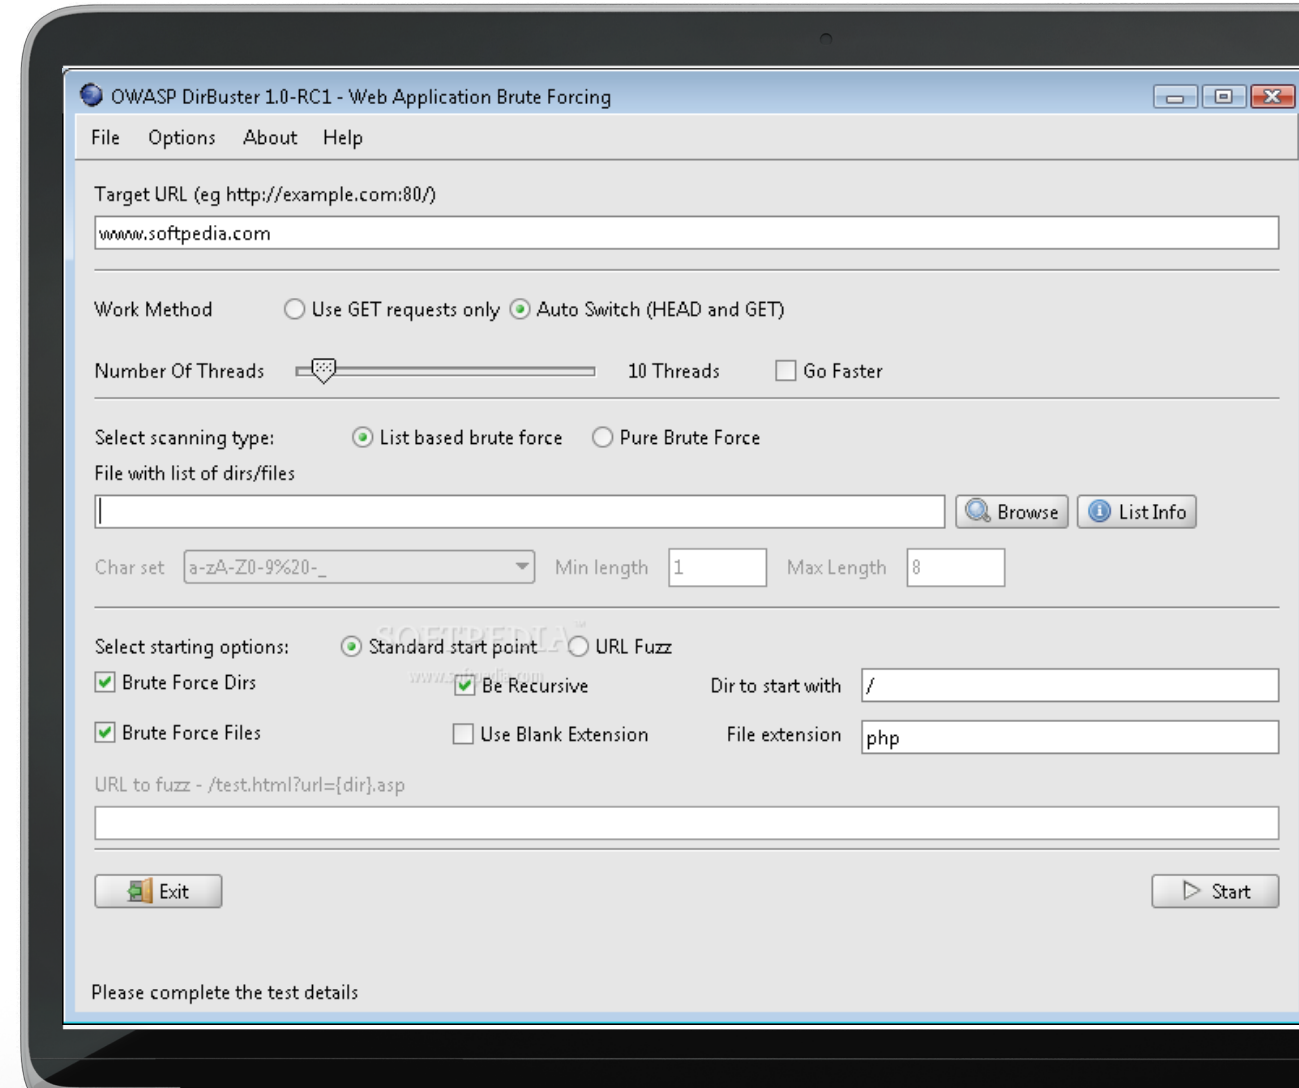 OWASP DirBuster 1.0-RC1 - Web Application Brute Forcing
File Options About Help
Target URL (eg http://example.com:80/)
www.softpedia.com
Work Method Use GET requests only Auto Switch (HEAD and GET)
Number Of Threads 10 Threads Go Faster
Select scanning type: List based brute force Pure Brute Force
File with list of dirs/files
Browse List Info
Char set a-zA-Z0-9%20-_ Min length 1 Max Length 8
SOFTPEDIA™
Select starting options: Standard start point URL Fuzz
www.softpedia.com
Brute Force Dirs Be Recursive Dir to start with /
Brute Force Files Use Blank Extension File extension php
URL to fuzz - /test.html?url={dir}.asp
Exit Start
Please complete the test details